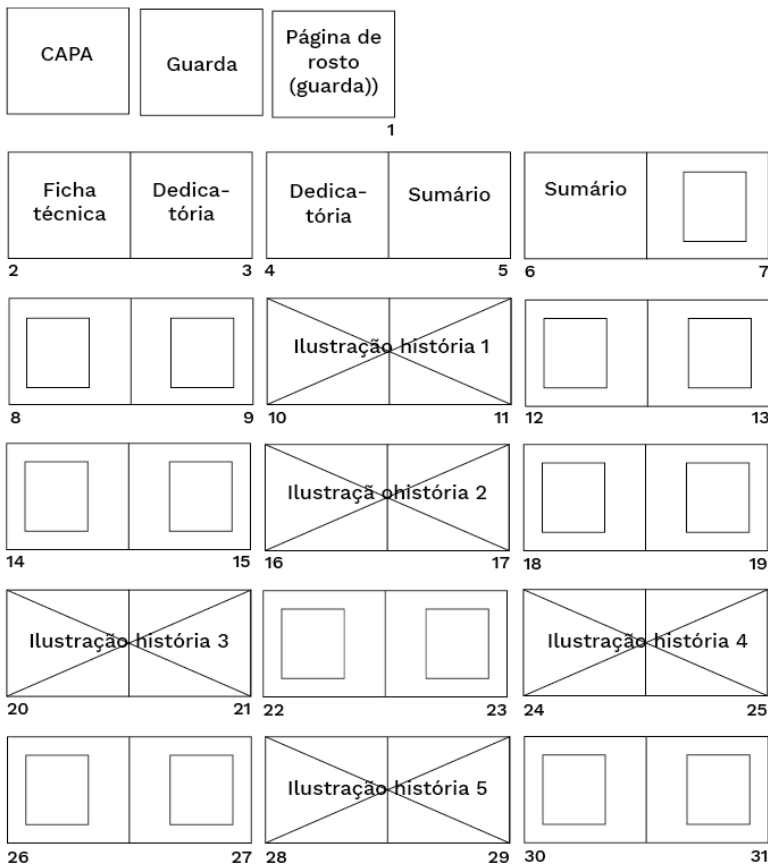 CAPA
Guarda
Página de
rosto
(guarda))
1
Ficha
técnica
Dedica-
tória
Dedica-
tória
Sumário
Sumário
2
3
4
5
6
7
Ilustração história 1
8
9
10
11
12
13
Ilustraçã ohistória 2
14
15
16
17
18
19
Ilustração história 3
Ilustração história 4
20
21
22
23
24
25
Ilustração história 5
26
27
28
29
30
31